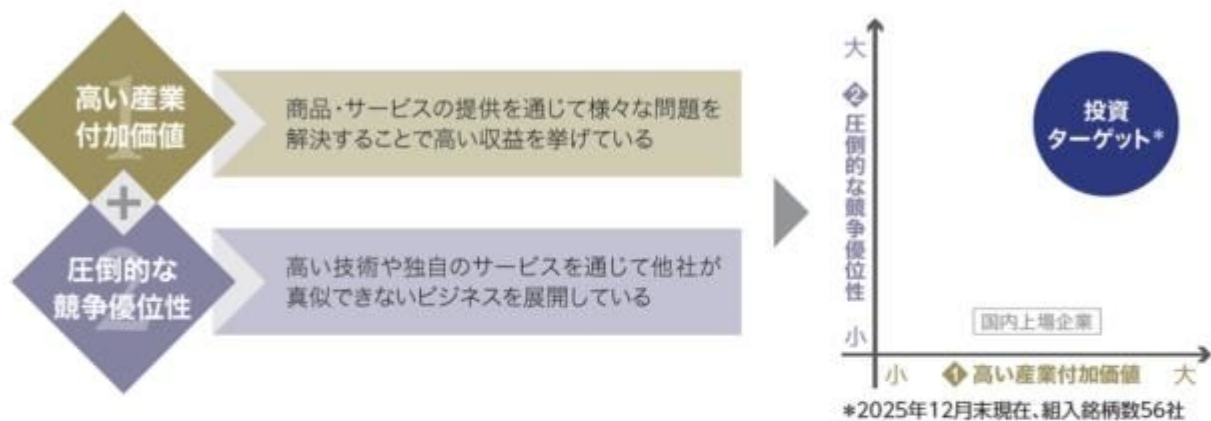 1
高い産業
付加価値
商品・サービスの提供を通じて様々な問題を
解決することで高い収益を挙げている
+
2
圧倒的な
競争優位性
高い技術や独自のサービスを通じて他社が
真似できないビジネスを展開している
大
❷圧倒的な競争優位性
小
投資
ターゲット*
国内上場企業
小 ❶高い産業付加価値 大
*2025年12月末現在、組入銘柄数56社